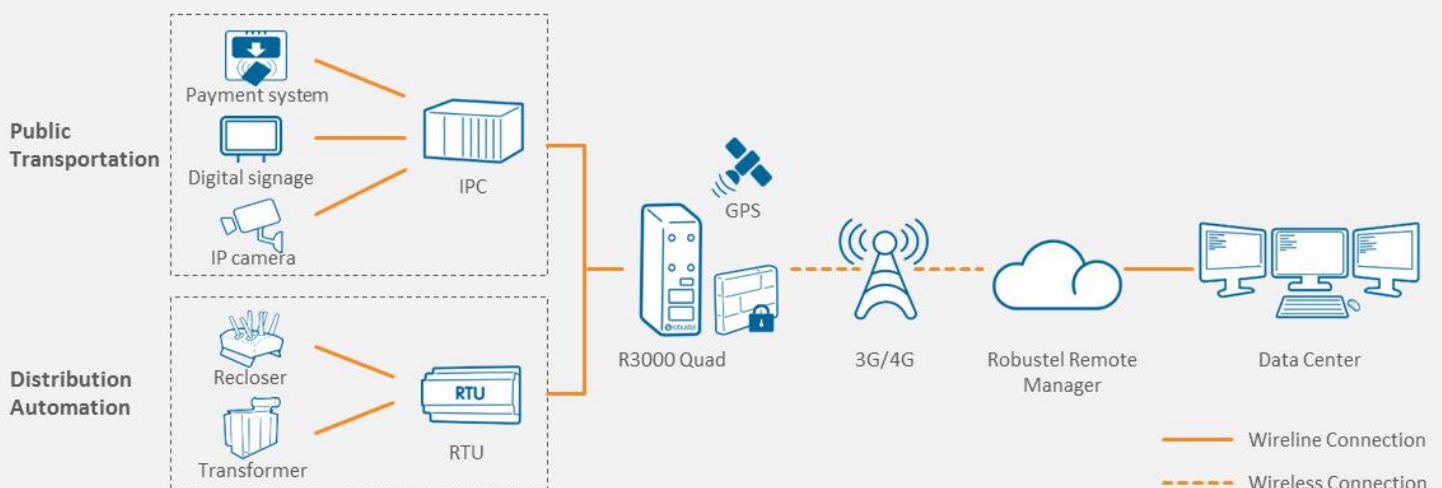 Public
Transportation
Payment system
Digital signage
IP camera
IPC
Distribution
Automation
Recloser
Transformer
RTU
RTU
GPS
robustel
R3000 Quad
3G/4G
Robustel Remote
Manager
Data Center
Wireline Connection
Wireless Connection